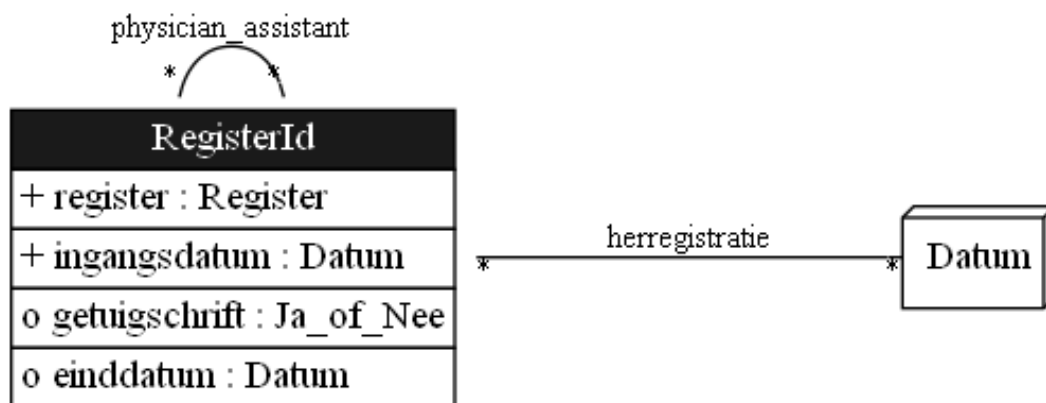 physician_assistant
* *
RegisterId
+ register : Register
+ ingangsdatum : Datum
o getuigschrift : Ja_of_Nee
o einddatum : Datum
herregistratie
* *
Datum